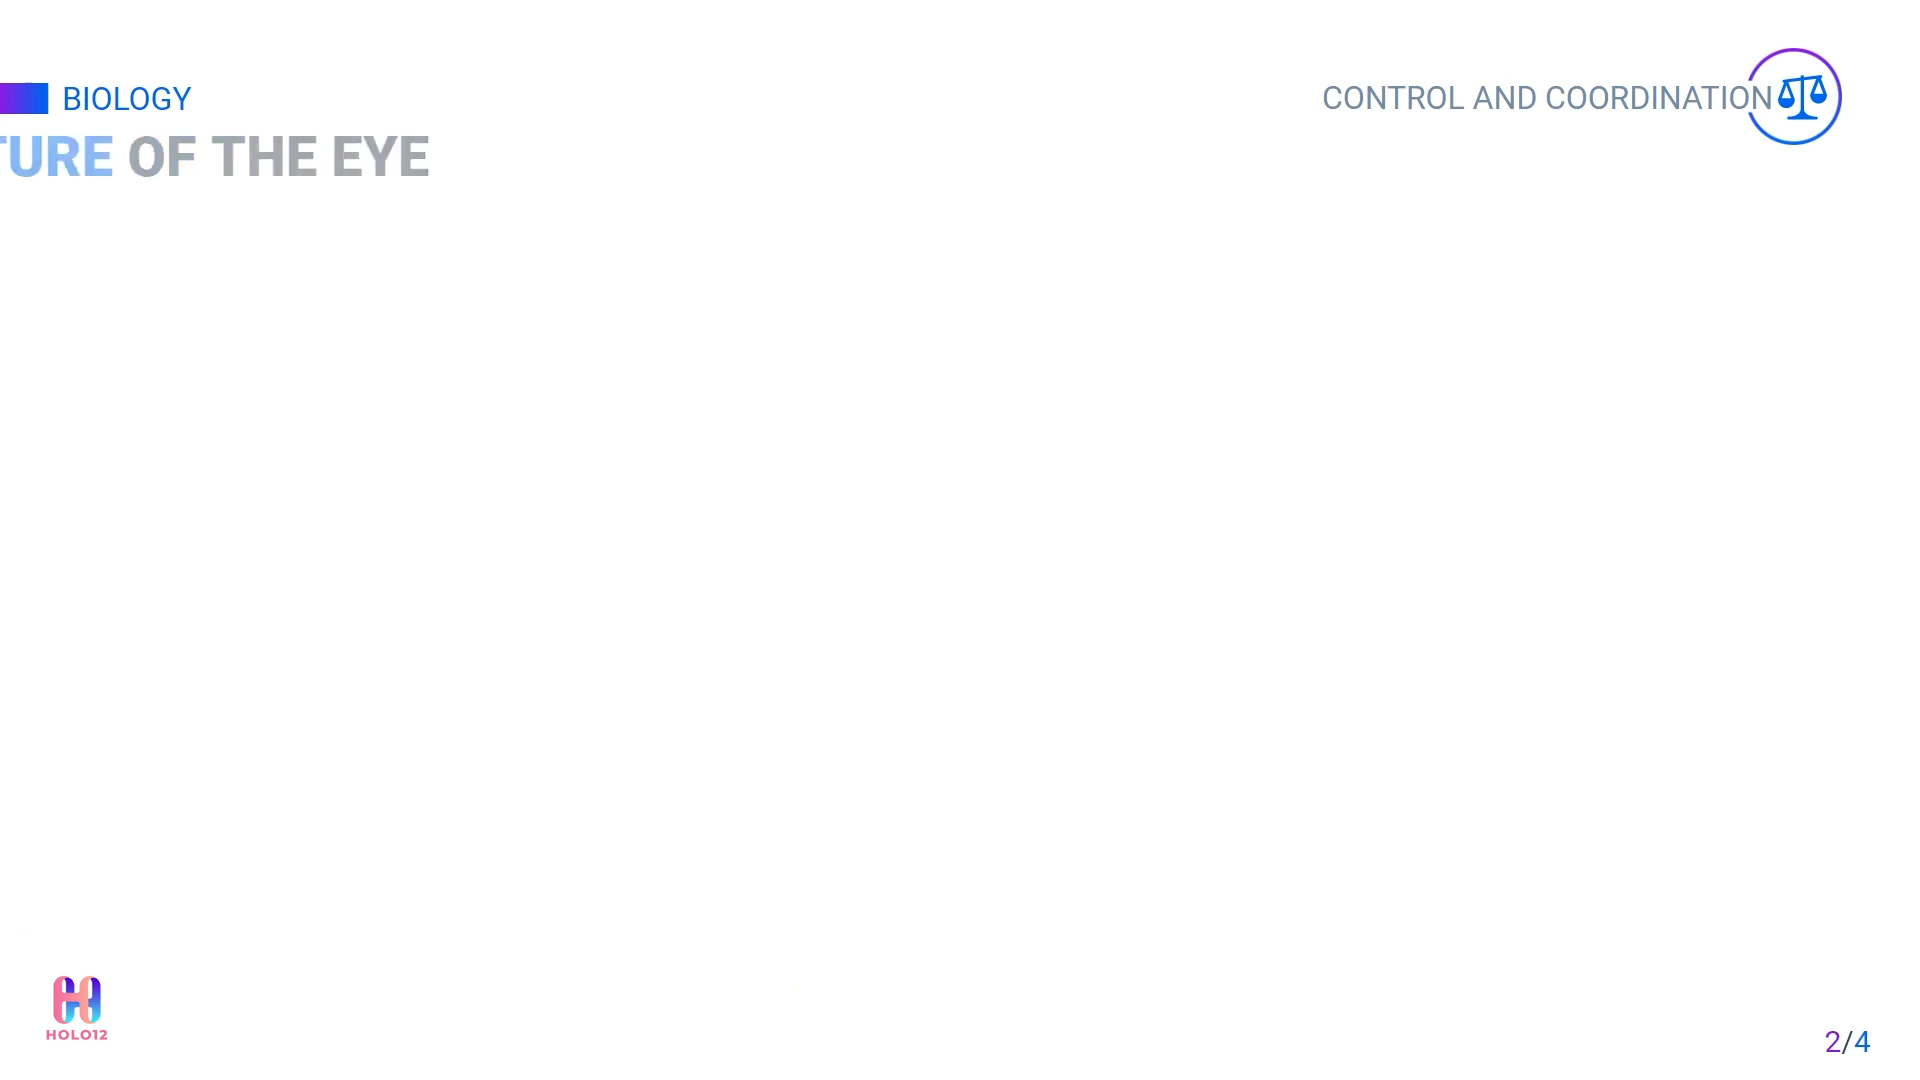 BIOLOGY
CONTROL AND COORDINATION
TURE OF THE EYE
HOLO12
2/4